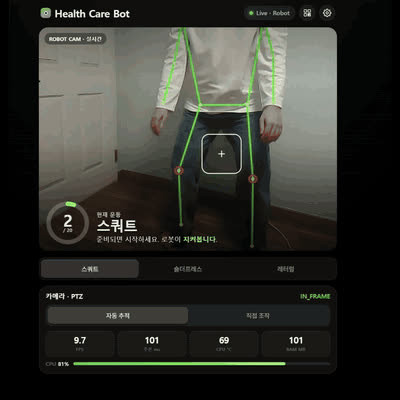 Health Care Bot
Live · Robot
ROBOT CAM · 실시간
2
/ 20
현재 운동
스쿼트
준비되면 시작하세요. 로봇이 지켜봅니다.
스쿼트
숄더프레스
레터럴
카메라 · PTZ
IN_FRAME
자동 추적
직접 조작
9.7
FPS
101
69
CPU °C
101
RAM MB
CPU 81%